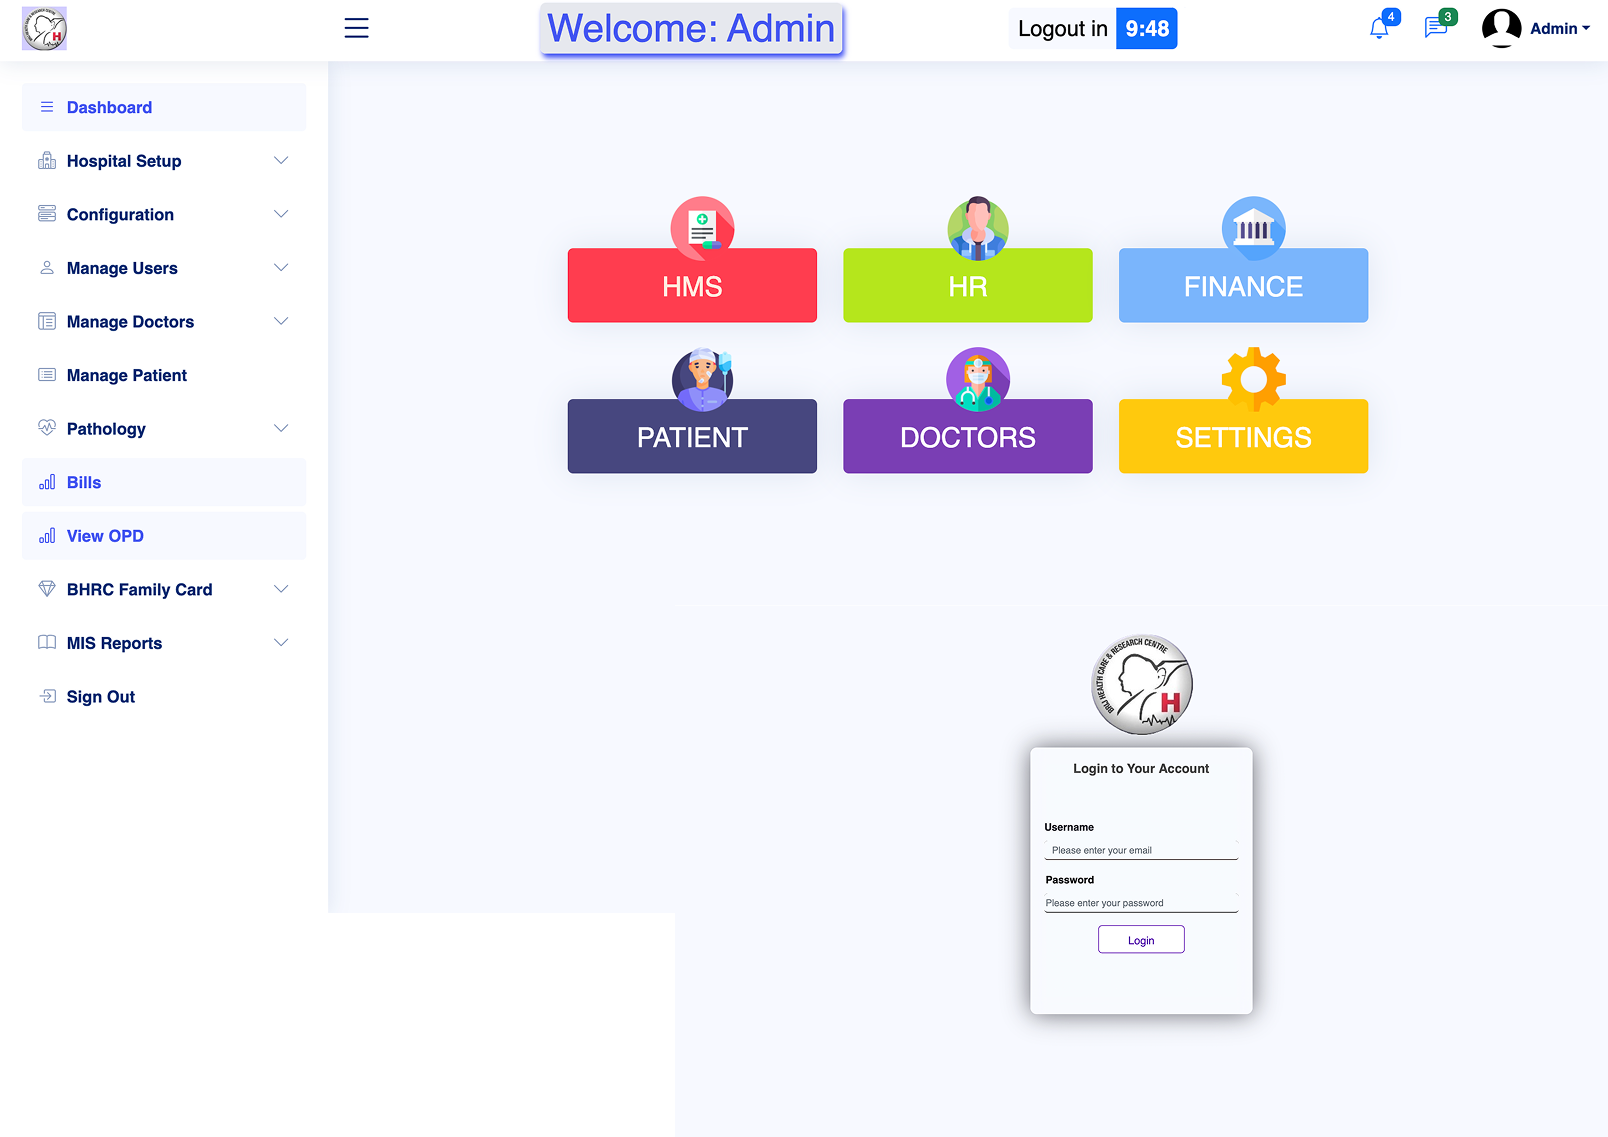 Welcome: Admin
Logout in 9:48
4
3
Admin
Dashboard
Hospital Setup
Configuration
Manage Users
Manage Doctors
Manage Patient
Pathology
Bills
View OPD
BHRC Family Card
MIS Reports
Sign Out
HMS
HR
FINANCE
PATIENT
DOCTORS
SETTINGS
BRIJ HEALTH CARE & RESEARCH CENTRE
H
Login to Your Account
Username
Please enter your email
Password
Please enter your password
Login